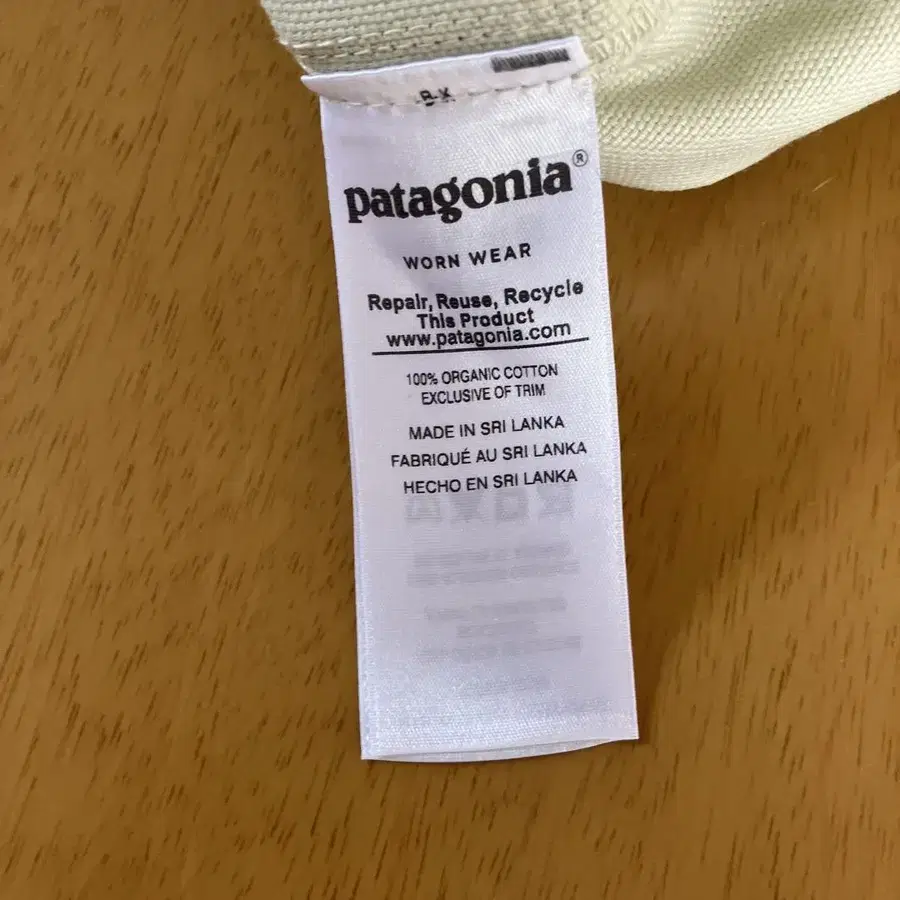 patagonia®
WORN WEAR
Repair, Reuse, Recycle
This Product
www.patagonia.com
100% ORGANIC COTTON
EXCLUSIVE OF TRIM
MADE IN SRI LANKA
FABRIQUÉ AU SRI LANKA
HECHO EN SRI LANKA